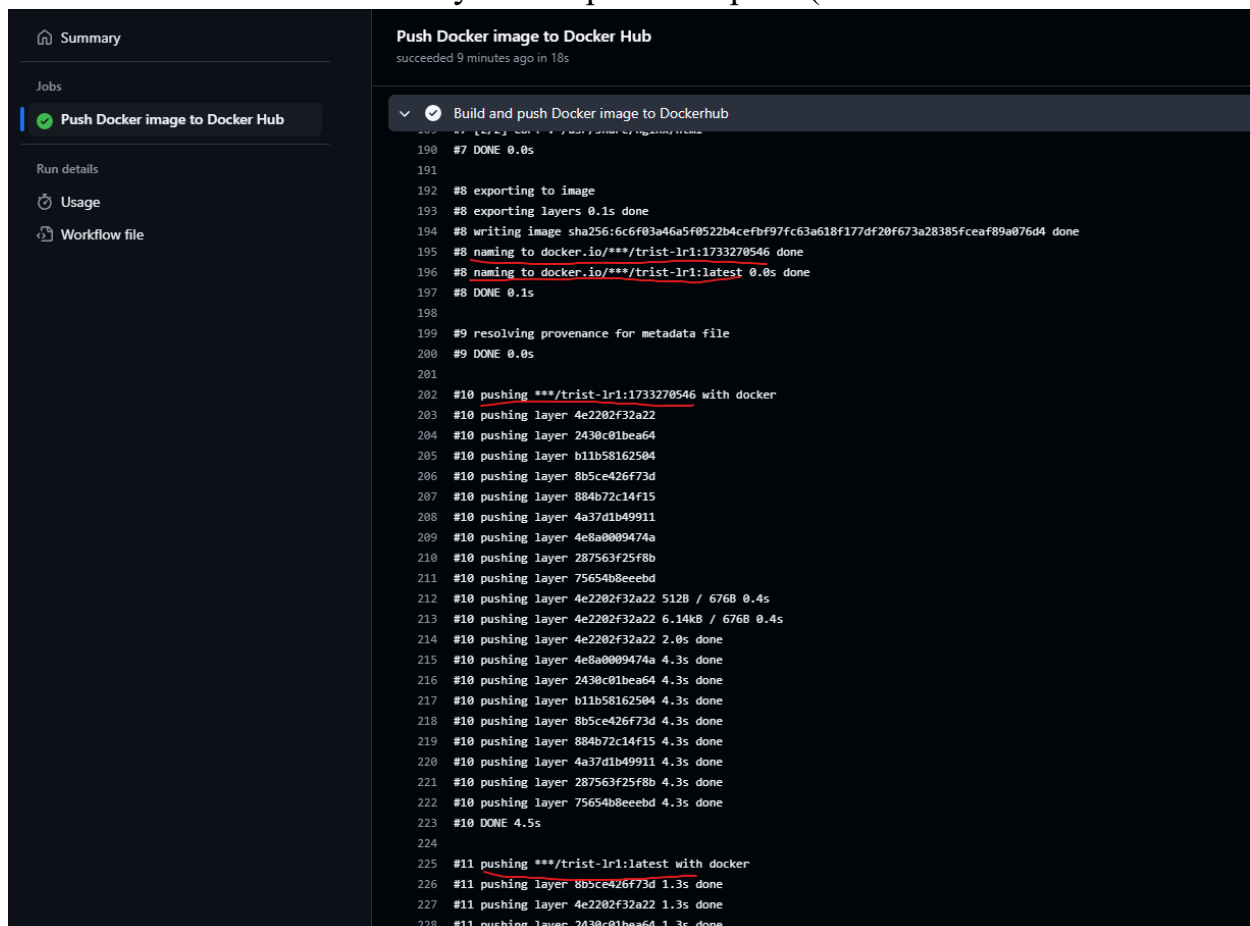 Summary
Jobs
Push Docker image to Docker Hub
Run details
Usage
Workflow file
Push Docker image to Docker Hub
succeeded 9 minutes ago in 18s
Build and push Docker image to Dockerhub
190 #7 DONE 0.0s
191
192 #8 exporting to image
193 #8 exporting layers 0.1s done
194 #8 writing image sha256:6c6f03a46a5f0522b4cefbf97fc63a618f177df20f673a28385fceaf89a076d4 done
195 #8 naming to docker.io/***/trist-lr1:1733270546 done
196 #8 naming to docker.io/***/trist-lr1:latest 0.0s done
197 #8 DONE 0.1s
198
199 #9 resolving provenance for metadata file
200 #9 DONE 0.0s
201
202 #10 pushing ***/trist-lr1:1733270546 with docker
203 #10 pushing layer 4e2202f32a22
204 #10 pushing layer 2430c01bea64
205 #10 pushing layer b11b58162504
206 #10 pushing layer 8b5ce426f73d
207 #10 pushing layer 884b72c14f15
208 #10 pushing layer 4a37d1b49911
209 #10 pushing layer 4e8a0009474a
210 #10 pushing layer 287563f25f8b
211 #10 pushing layer 75654b8eeebd
212 #10 pushing layer 4e2202f32a22 512B / 676B 0.4s
213 #10 pushing layer 4e2202f32a22 6.14kB / 676B 0.4s
214 #10 pushing layer 4e2202f32a22 2.0s done
215 #10 pushing layer 4e8a0009474a 4.3s done
216 #10 pushing layer 2430c01bea64 4.3s done
217 #10 pushing layer b11b58162504 4.3s done
218 #10 pushing layer 8b5ce426f73d 4.3s done
219 #10 pushing layer 884b72c14f15 4.3s done
220 #10 pushing layer 4a37d1b49911 4.3s done
221 #10 pushing layer 287563f25f8b 4.3s done
222 #10 pushing layer 75654b8eeebd 4.3s done
223 #10 DONE 4.5s
224
225 #11 pushing ***/trist-lr1:latest with docker
226 #11 pushing layer 8b5ce426f73d 1.3s done
227 #11 pushing layer 4e2202f32a22 1.3s done
228 #11 pushing layer 2430c01bea64 1.3s done